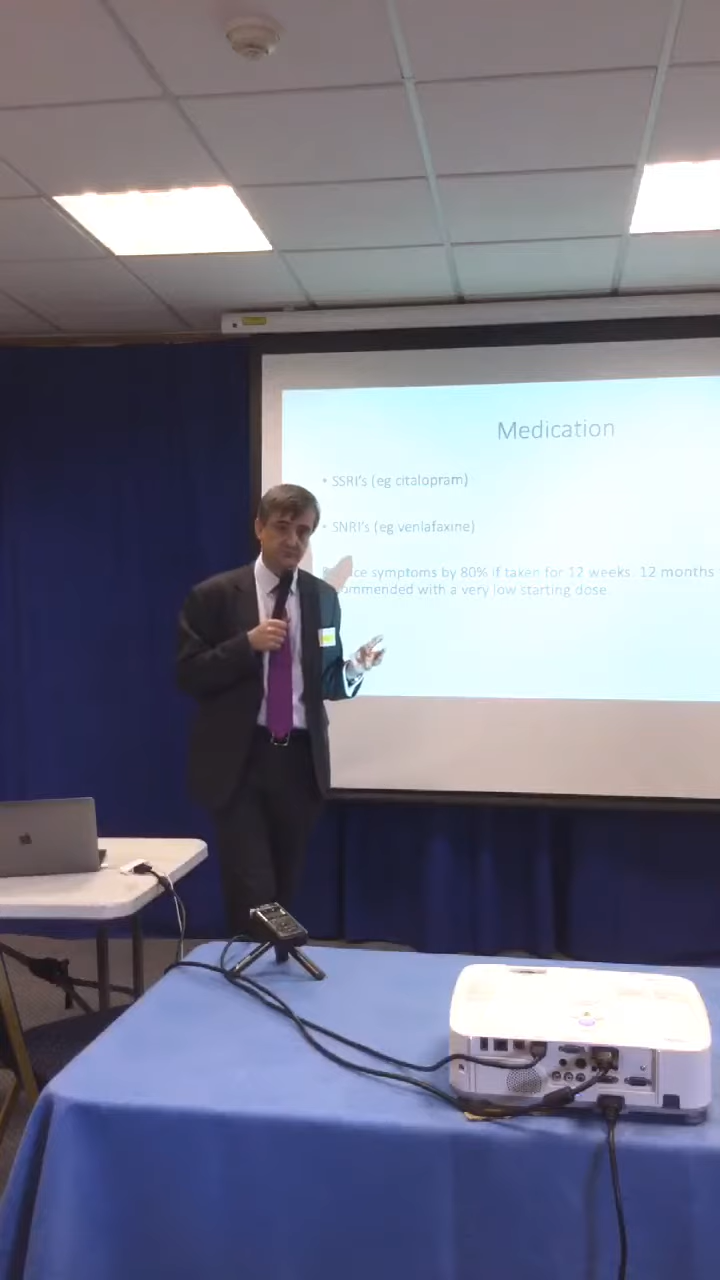 Medication
• SSRI's (eg citalopram)
• SNRI's (eg venlafaxine)
symptoms by 80% if taken for 12 weeks. 12 months
with a very low starting dose.